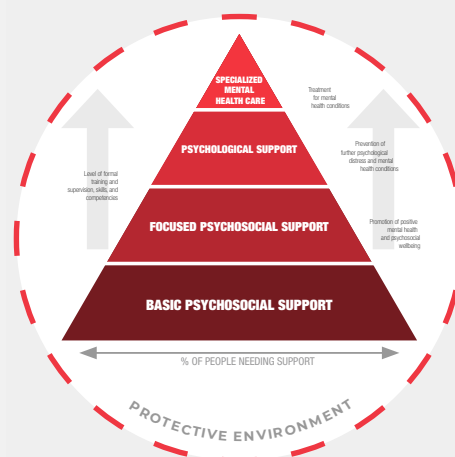 SPECIALIZED
MENTAL
HEALTH CARE
Treatment
for mental
health conditions
PSYCHOLOGICAL SUPPORT
Prevention of
further psychological
distress and mental
health conditions
Level of formal
training and
supervision, skills, and
competencies
FOCUSED PSYCHOSOCIAL SUPPORT
Promotion of positive
mental health
and psychosocial
wellbeing
BASIC PSYCHOSOCIAL SUPPORT
% OF PEOPLE NEEDING SUPPORT
PROTECTIVE ENVIRONMENT